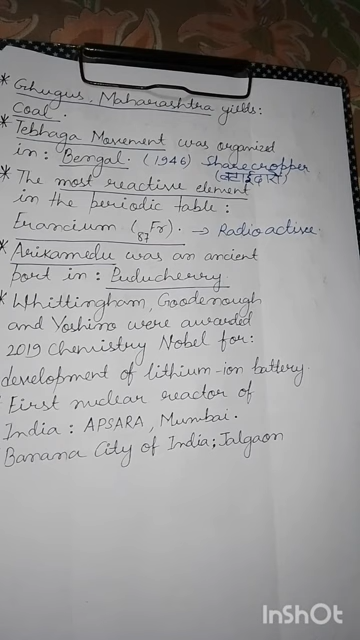 * Ghugus, Maharashtra yields:
Coal.
* Tebhaga Movement was organized
in: Bengal. (1946) Sharecropper
* The most reactive element
in the periodic table:
Francium (87Fr). → Radioactive.
* Arikamedu was an ancient
port in: Puducherry
* Whittingham, Goodenough
and Yoshino were awarded
2019 Chemistry Nobel for:
development of lithium-ion battery.
First nuclear reactor of
India: APSARA, Mumbai.
Banana City of India; Jalgaon
InShOt